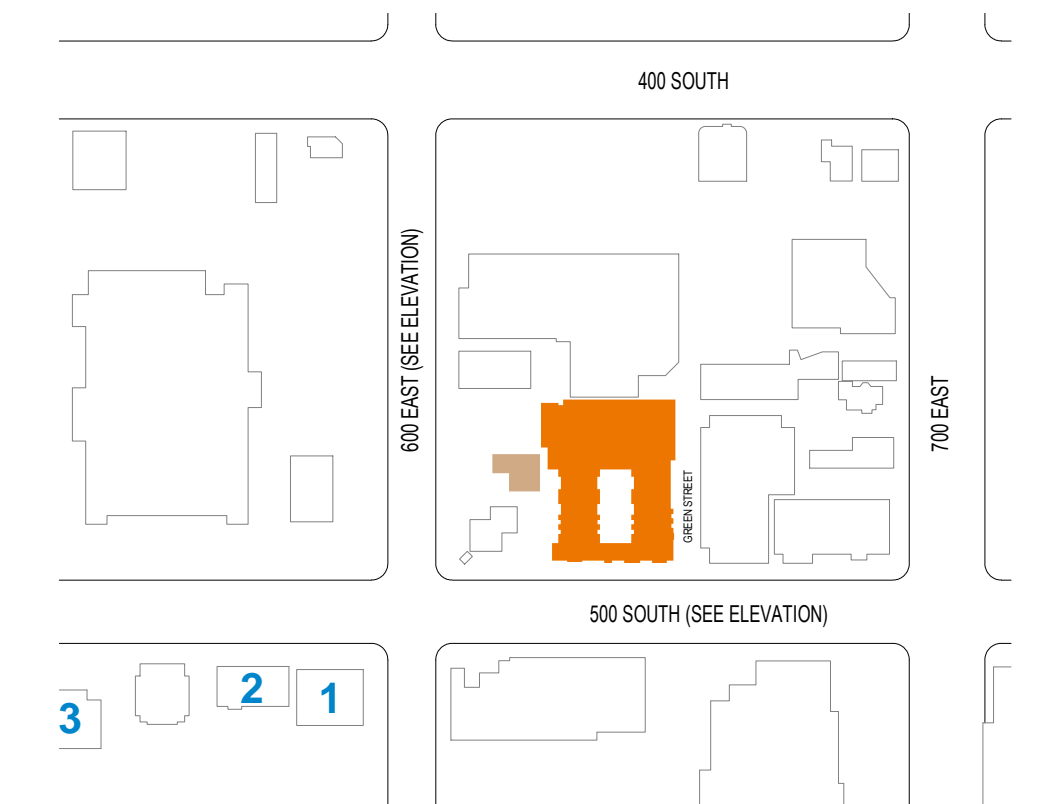 400 SOUTH
600 EAST (SEE ELEVATION)
700 EAST
GREEN STREET
500 SOUTH (SEE ELEVATION)
3
2
1